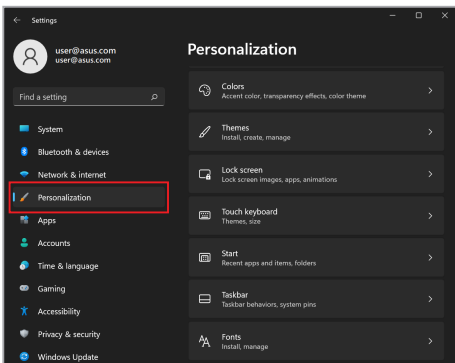 Settings
user@asus.com
user@asus.com
Find a setting
System
Bluetooth & devices
Network & internet
Personalization
Apps
Accounts
Time & language
Gaming
Accessibility
Privacy & security
Windows Update
Personalization
Colors
Accent color, transparency effects, color theme
Themes
Install, create, manage
Lock screen
Lock screen images, apps, animations
Touch keyboard
Themes, size
Start
Recent apps and items, folders
Taskbar
Taskbar behaviors, system pins
Fonts
Install, manage